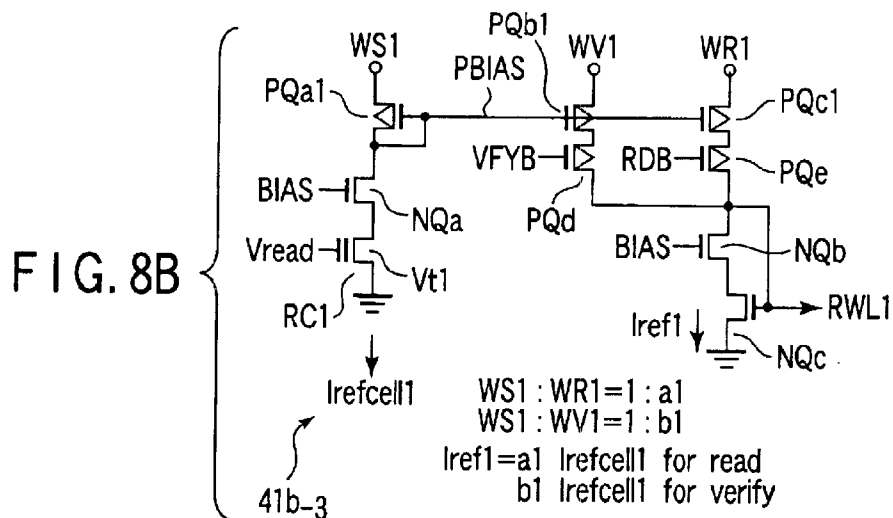 FIG. 8B
WS1
PQa1
PBIAS
PQb1
WV1
WR1
PQc1
VFYB
PQd
RDB
PQe
BIAS
NQa
Vread
Vt1
RC1
Irefcell1
41b-3
BIAS
NQb
RWL1
Iref1
NQc
WS1 : WR1=1 : a1
WS1 : WV1=1 : b1
Iref1=a1 Irefcell1 for read
b1 Irefcell1 for verify